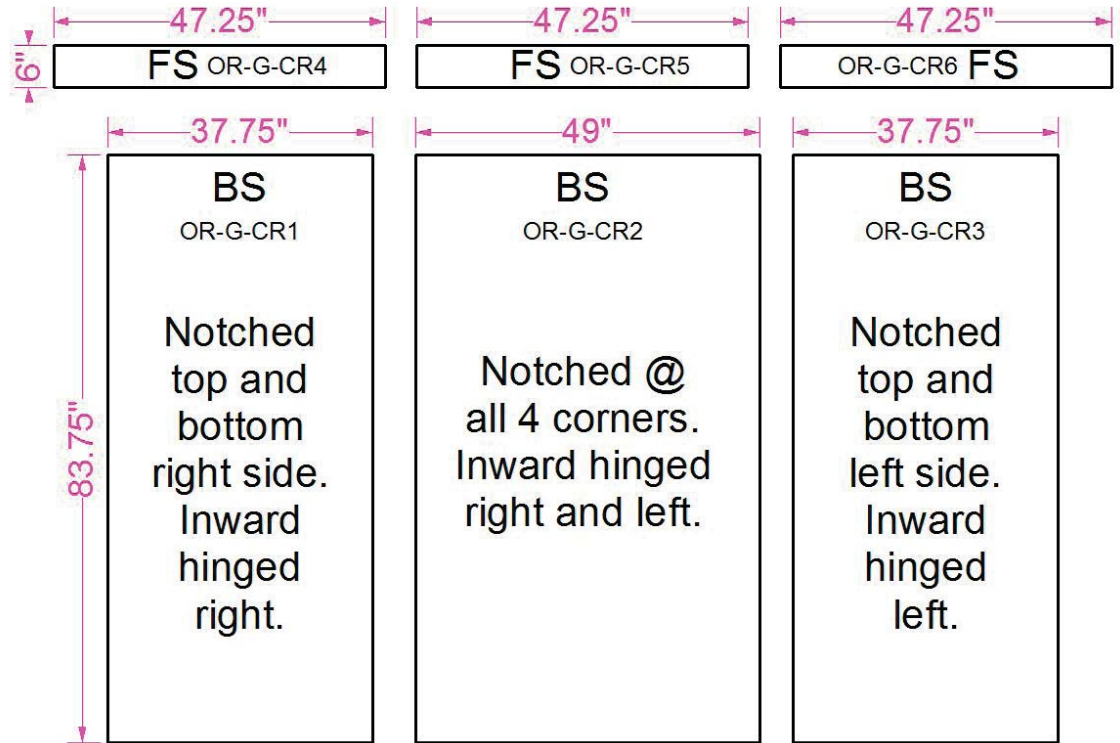 47.25" 47.25" 47.25"
6"
FS OR-G-CR4 FS OR-G-CR5 OR-G-CR6 FS
37.75" 49" 37.75"
83.75"
BS
OR-G-CR1
Notched
top and
bottom
right side.
Inward
hinged
right.
BS
OR-G-CR2
Notched @
all 4 corners.
Inward hinged
right and left.
BS
OR-G-CR3
Notched
top and
bottom
left side.
Inward
hinged
left.